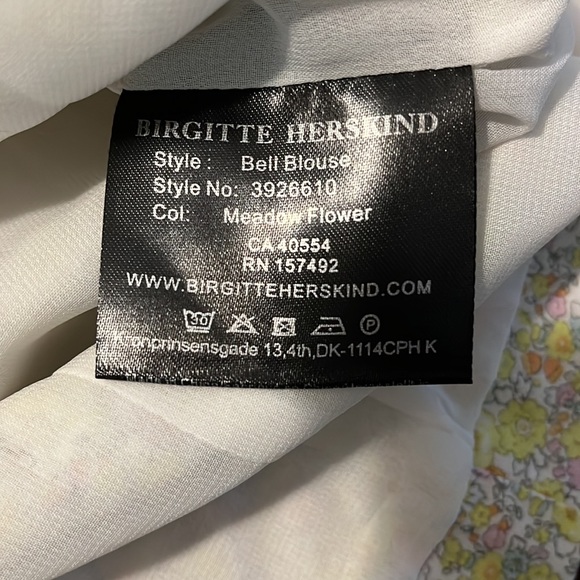 BIRGITTE HERSKIND
Style : Bell Blouse
Style No: 3926610
Col: Meadow Flower
CA 40554
RN 157492
WWW.BIRGITTEHERSKIND.COM
30 P
Kronprinsensgade 13,4th,DK-1114CPH K